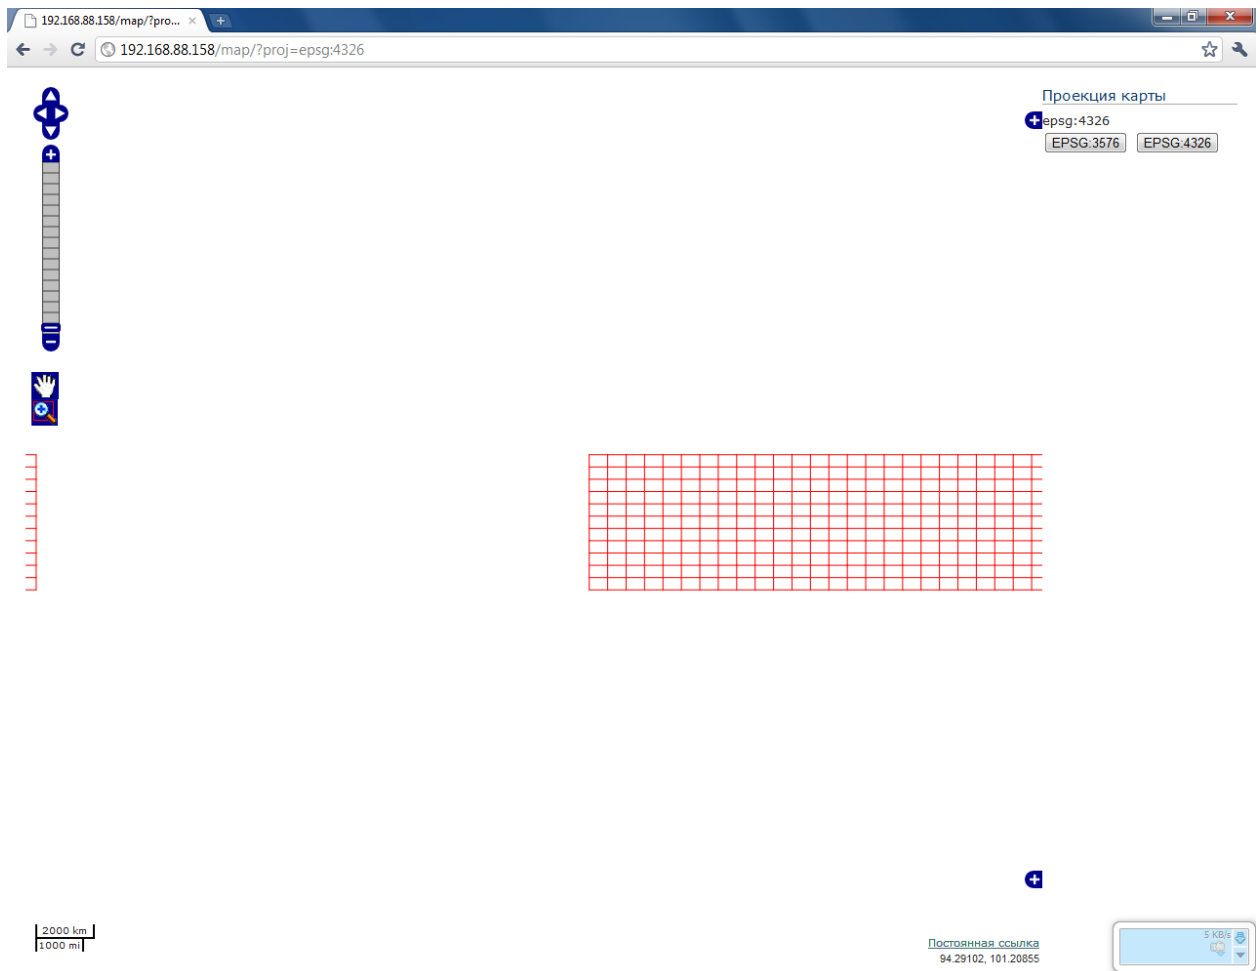 192.168.88.158/map/?pro...
192.168.88.158/map/?proj=epsg:4326
Проекция карты
epsg:4326
EPSG:3576 EPSG:4326
2000 km
1000 mi
Постоянная ссылка
94.29102, 101.20855
5 KB/s